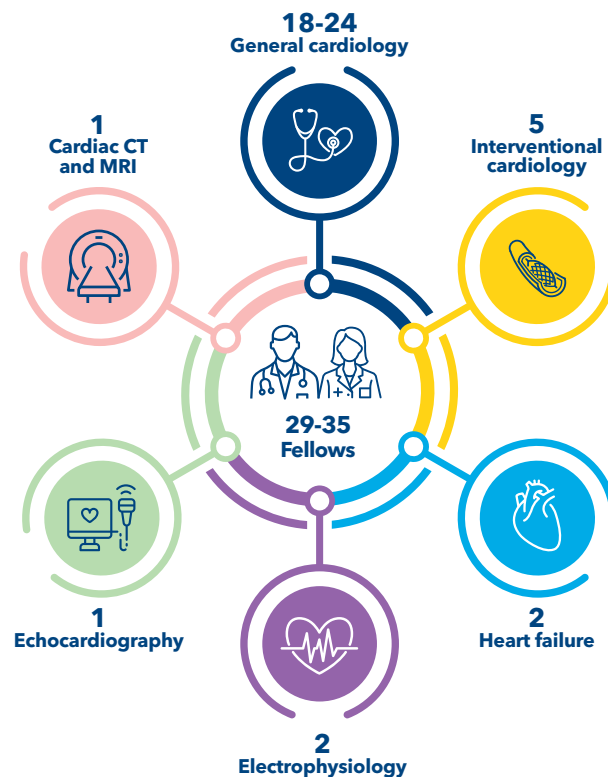 18-24
General cardiology
1
Cardiac CT
and MRI
5
Interventional
cardiology
29-35
Fellows
1
Echocardiography
2
Heart failure
2
Electrophysiology